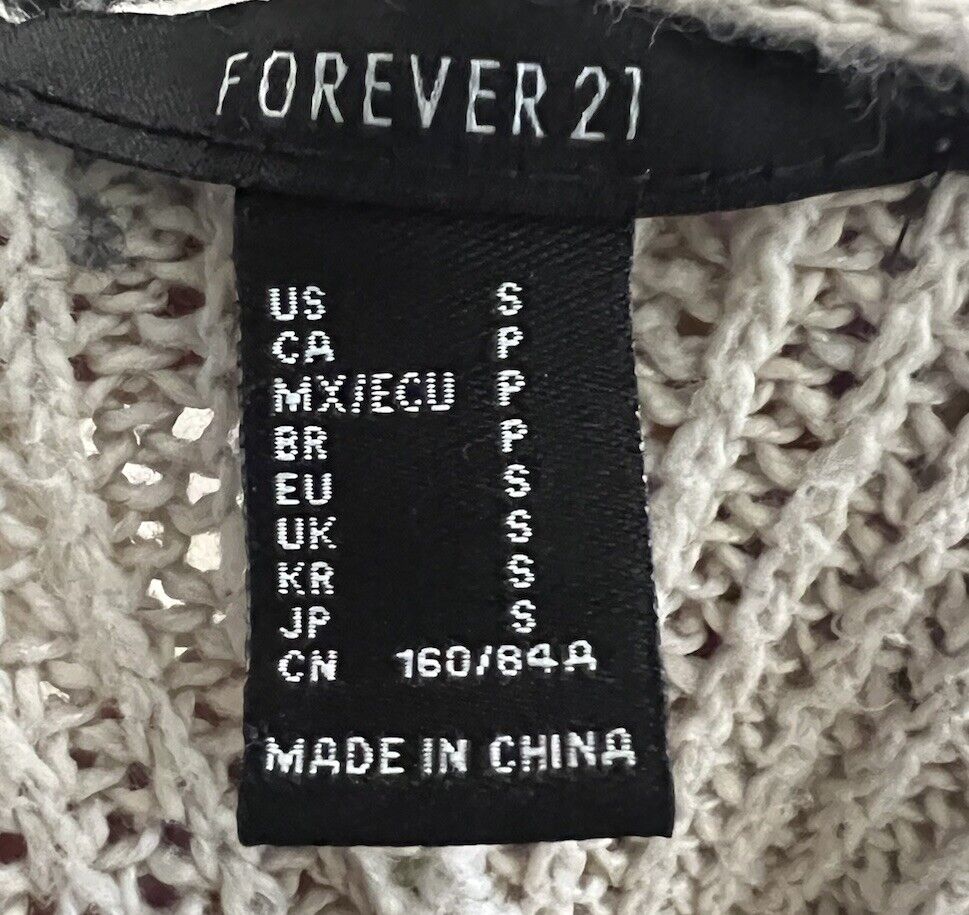 FOREVER 21
US S
CA P
MX/ECU P
BR P
EU S
UK S
KR S
JP S
CN 160/84A
MADE IN CHINA